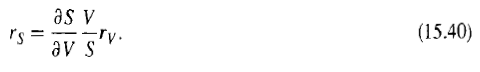 r_S = ∂S/∂V V/S r_V. (15.40)